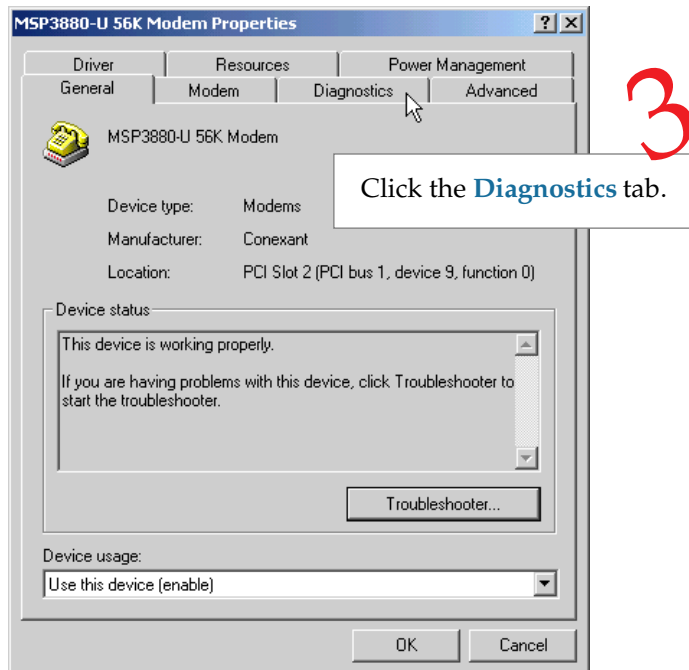 MSP3880-U 56K Modem Properties
Driver Resources Power Management
General Modem Diagnostics Advanced
3
MSP3880-U 56K Modem
Click the Diagnostics tab.
Device type: Modems
Manufacturer: Conexant
Location: PCI Slot 2 (PCI bus 1, device 9, function 0)
Device status
This device is working properly.
If you are having problems with this device, click Troubleshooter to
start the troubleshooter.
Troubleshooter...
Device usage:
Use this device (enable)
OK Cancel